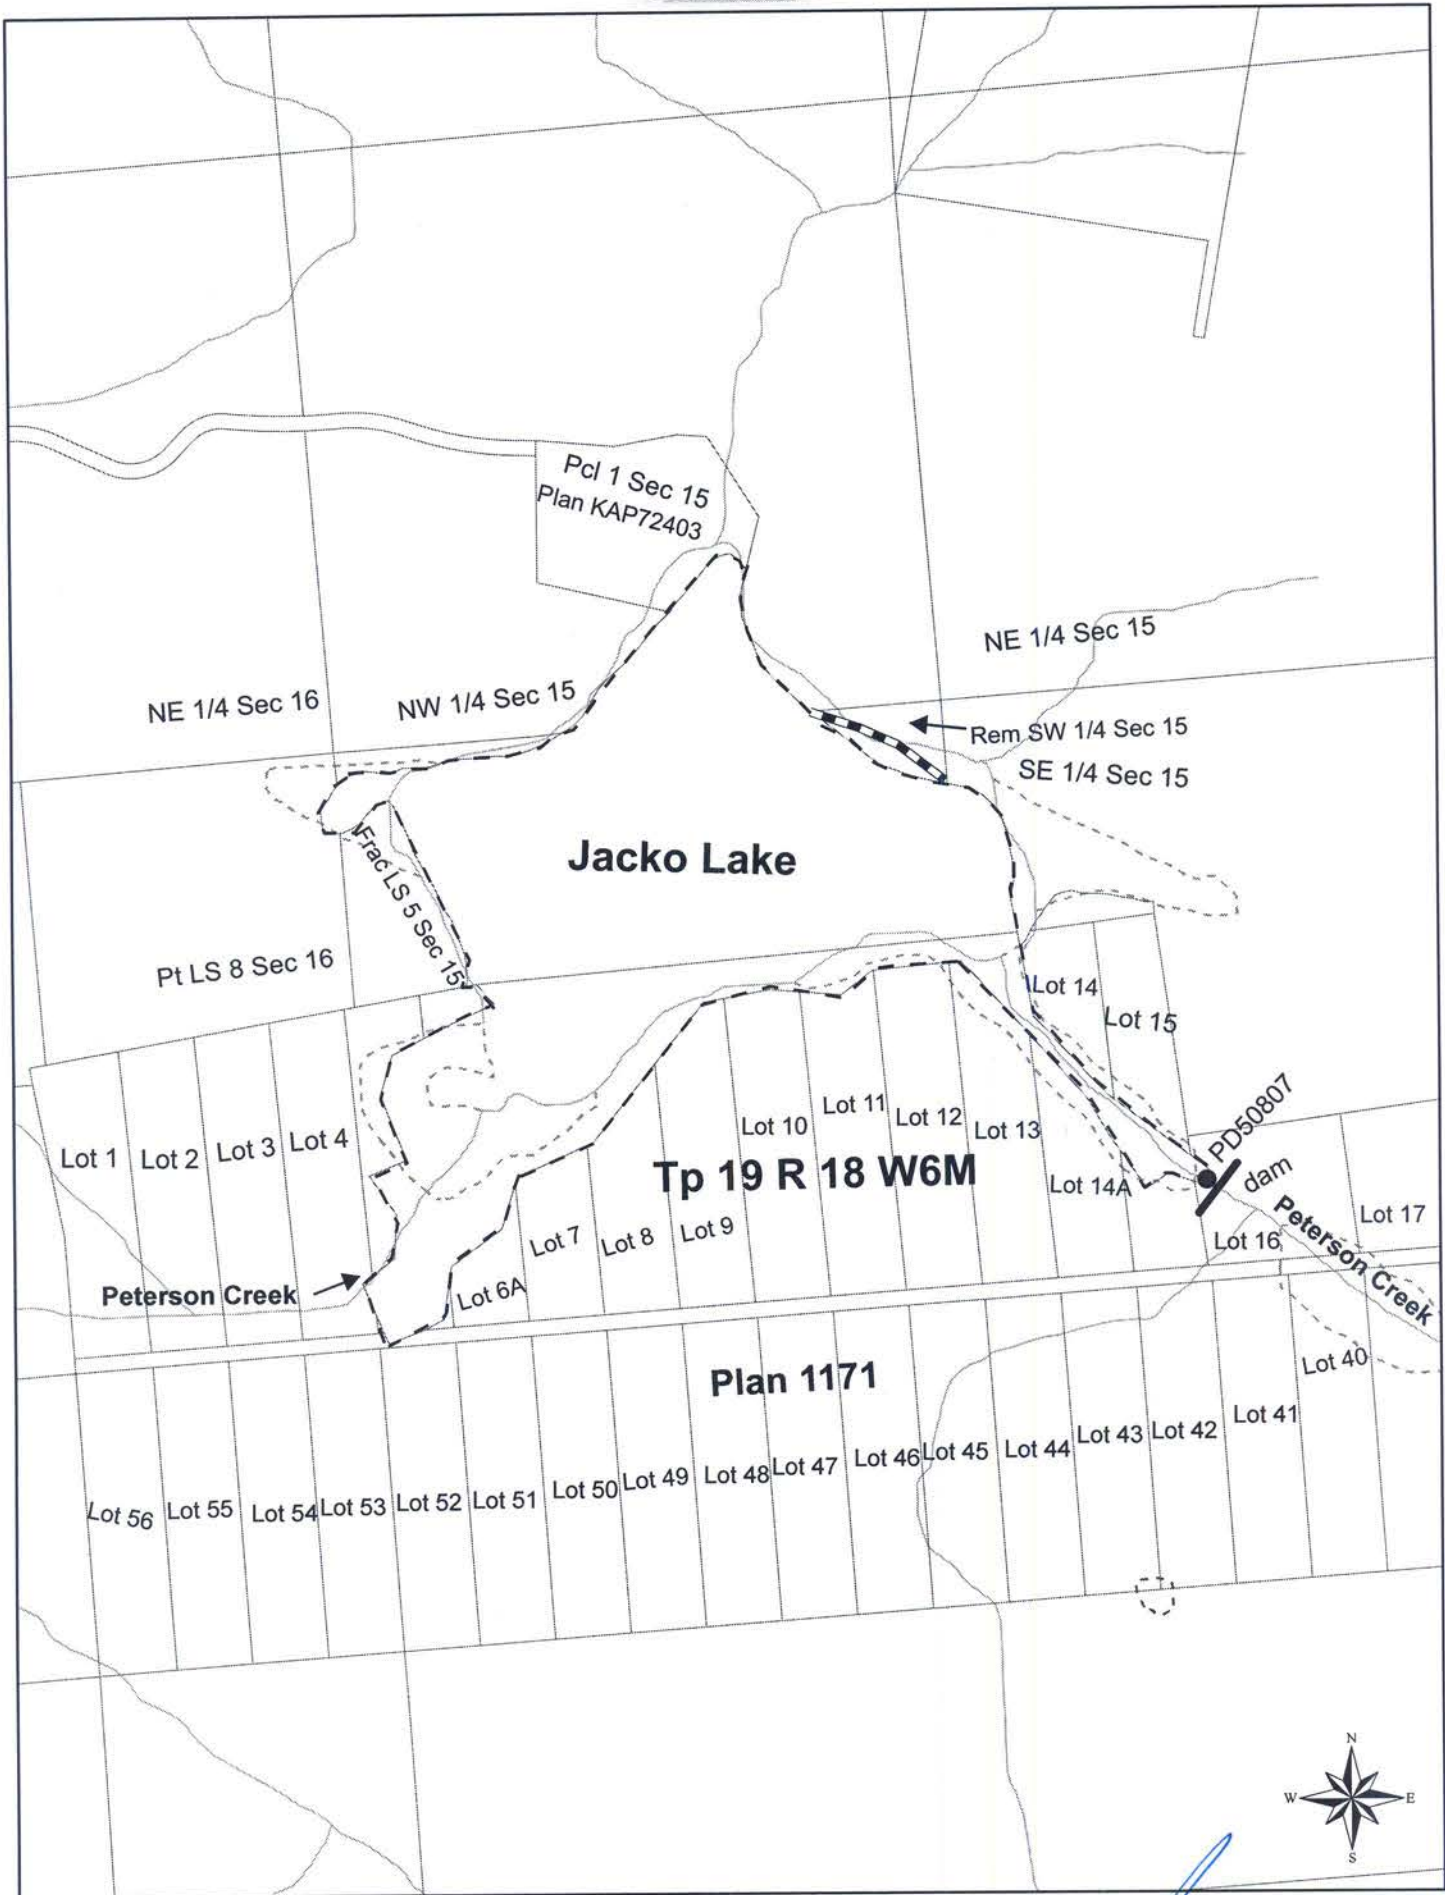 Pcl 1 Sec 15
Plan KAP72403
NE 1/4 Sec 15
NE 1/4 Sec 16
NW 1/4 Sec 15
Rem SW 1/4 Sec 15
SE 1/4 Sec 15
Jacko Lake
Frac LS 5 Sec 15
Pt LS 8 Sec 16
Lot 14
Lot 15
Lot 1
Lot 2
Lot 3
Lot 4
Lot 10
Lot 11
Lot 12
Lot 13
PD50807
dam
Tp 19 R 18 W6M
Lot 14A
Lot 7
Lot 8
Lot 9
Lot 16
Lot 17
Peterson Creek
Peterson Creek
Lot 6A
Plan 1171
Lot 40
Lot 41
Lot 42
Lot 43
Lot 44
Lot 45
Lot 46
Lot 47
Lot 48
Lot 49
Lot 50
Lot 51
Lot 52
Lot 53
Lot 54
Lot 55
Lot 56
N
W
E
S